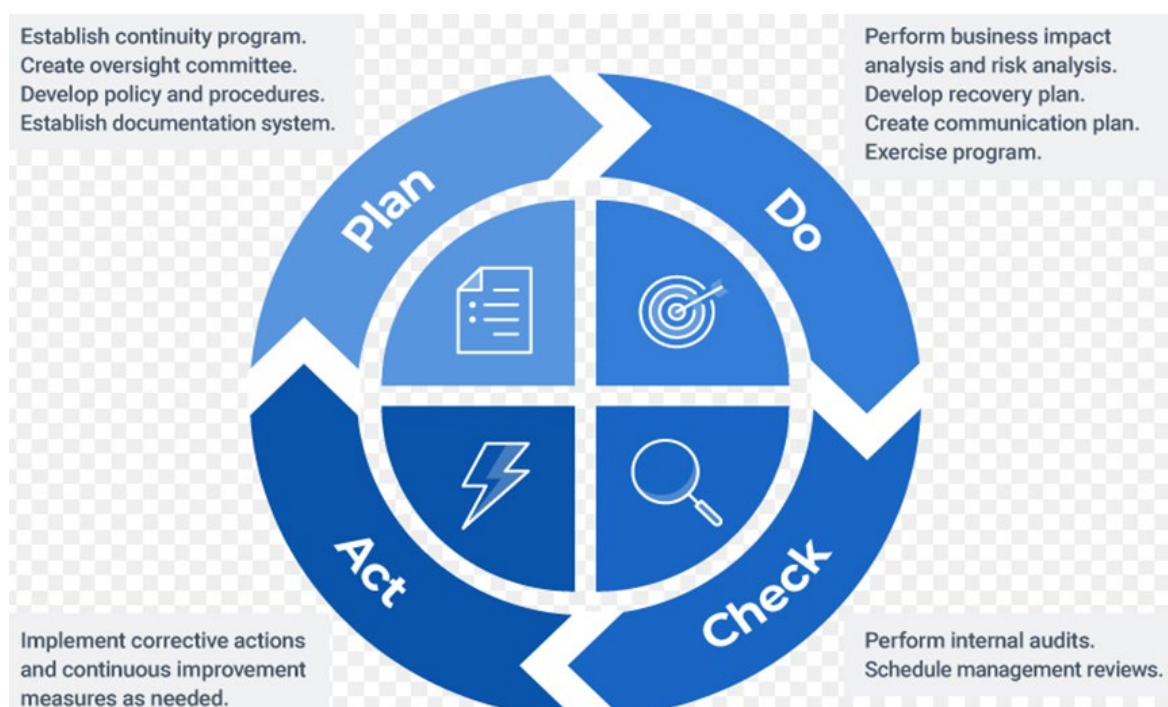 Establish continuity program.
Create oversight committee.
Develop policy and procedures.
Establish documentation system.
Perform business impact
analysis and risk analysis.
Develop recovery plan.
Create communication plan.
Exercise program.
Plan
Do
Act
Check
Implement corrective actions
and continuous improvement
measures as needed.
Perform internal audits.
Schedule management reviews.